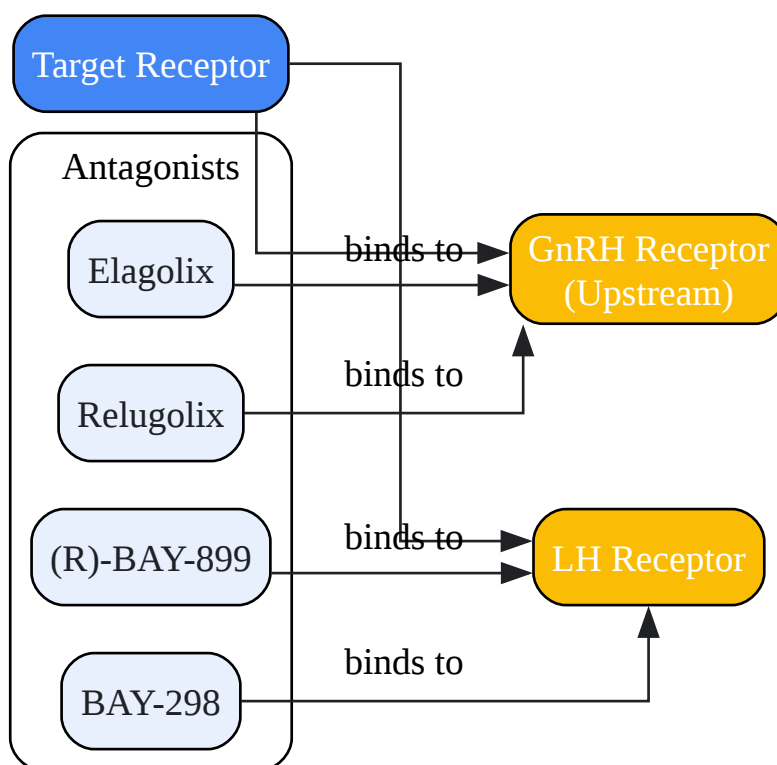 Target Receptor
Antagonists
Elagolix
binds to
GnRH Receptor
(Upstream)
Relugolix
binds to
(R)-BAY-899
binds to
LH Receptor
BAY-298
binds to